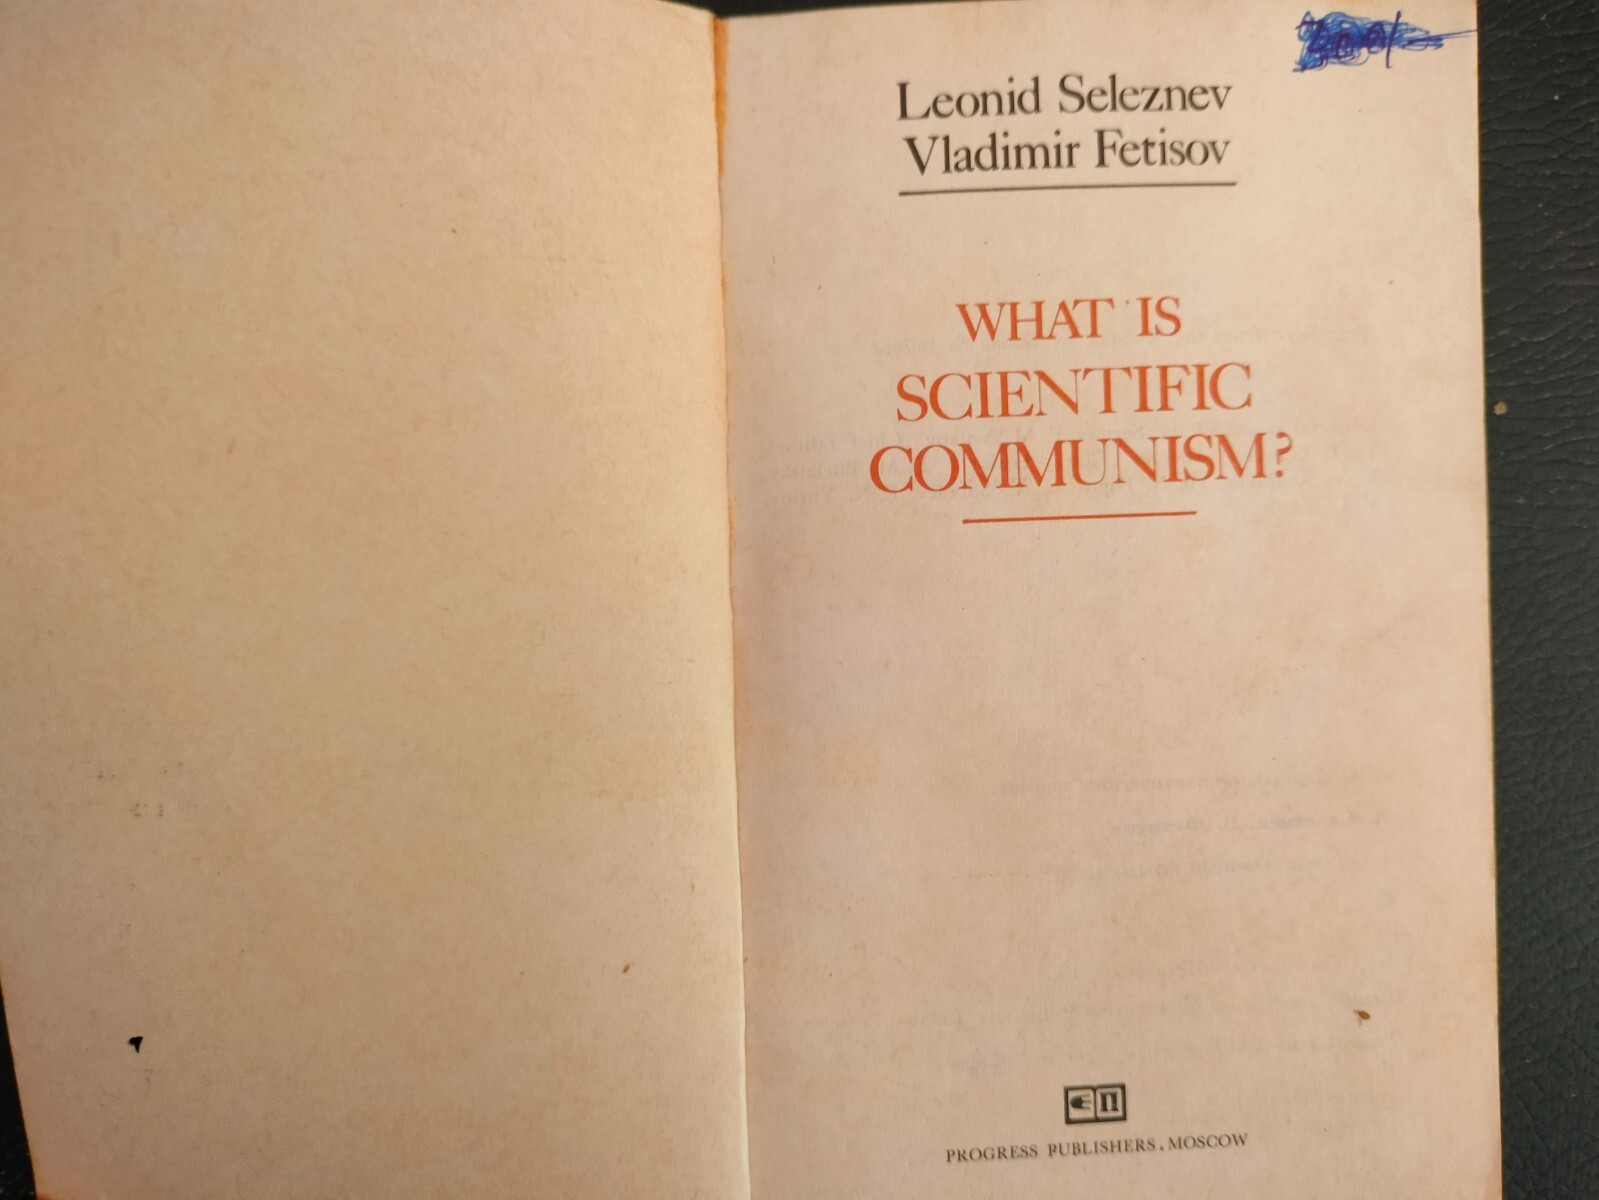 Leonid Seleznev
Vladimir Fetisov
WHAT IS
SCIENTIFIC
COMMUNISM?
П
PROGRESS PUBLISHERS. MOSCOW